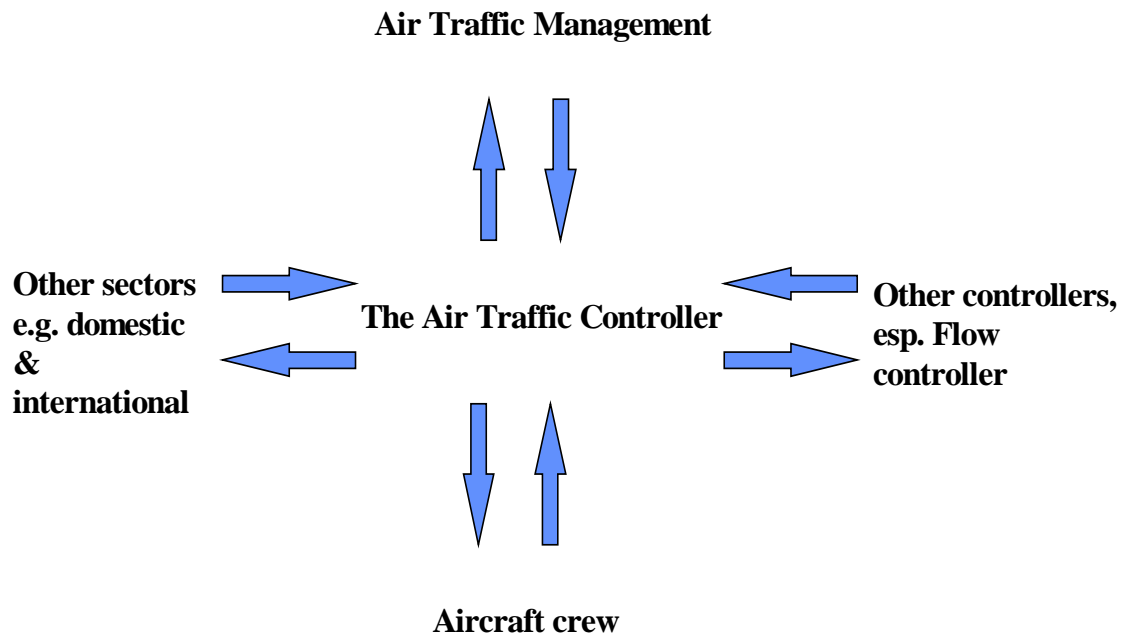 Air Traffic Management
Other sectors
e.g. domestic
&
international
The Air Traffic Controller
Other controllers,
esp. Flow
controller
Aircraft crew